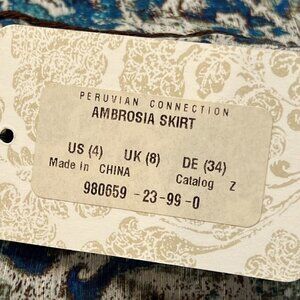 PERUVIAN CONNECTION
AMBROSIA SKIRT
US (4) UK (8) DE (34)
Made in CHINA Catalog Z
980659 -23-99-0